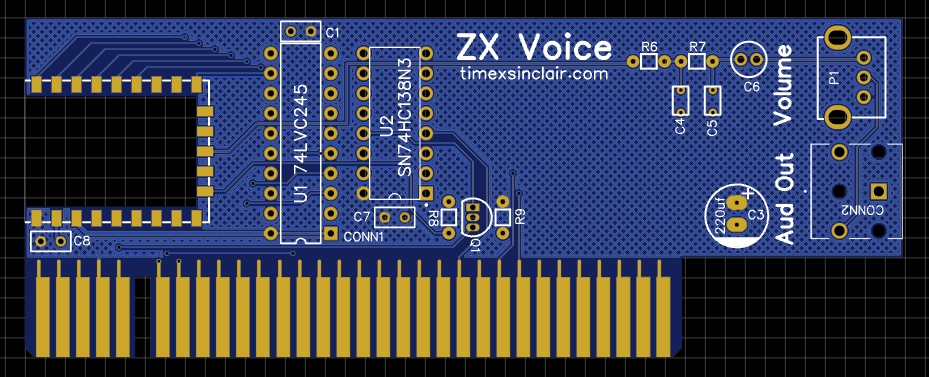 C1
ZX Voice
timexsinclair.com
R6
R7
C6
Volume
P1
C4
C5
U1 74LVC245
U2
SN74HC138N3
C7
R8
R9
Q1
CONN1
C8
220uf
+
C3
Aud Out
CONN2